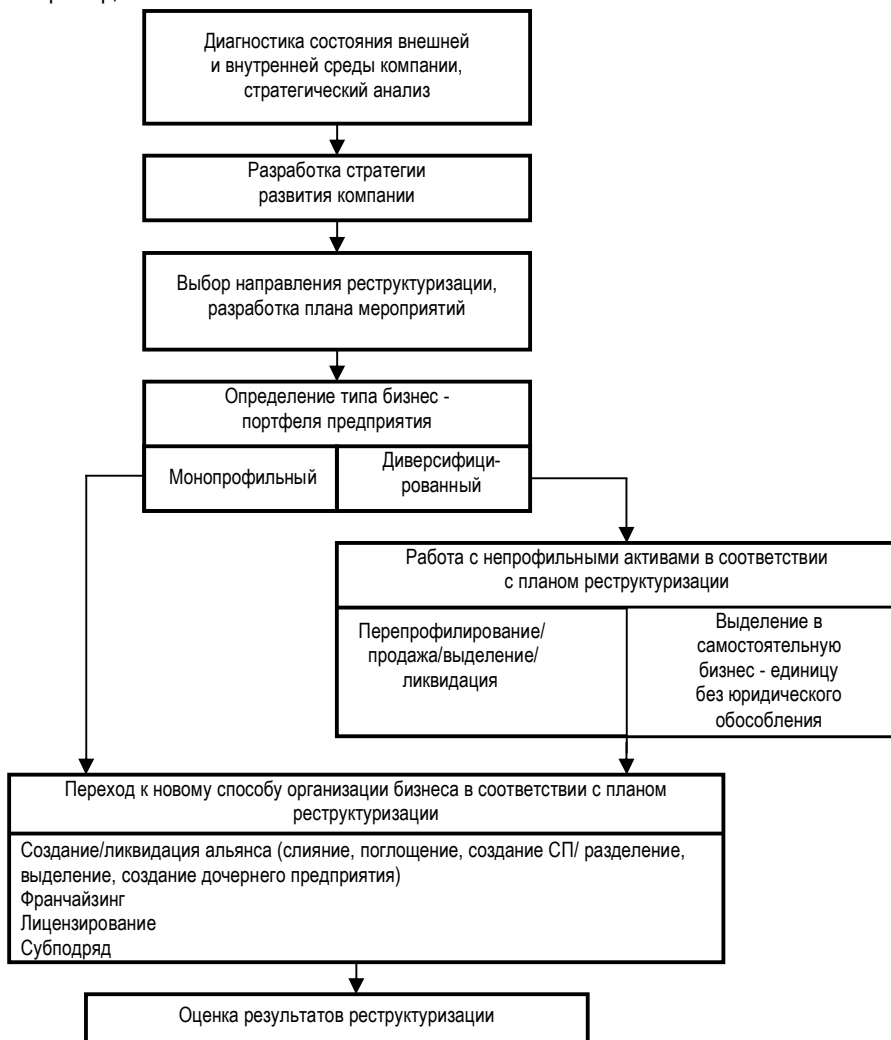 Диагностика состояния внешней
и внутренней среды компании,
стратегический анализ
Разработка стратегии
развития компании
Выбор направления реструктуризации,
разработка плана мероприятий
Определение типа бизнес -
портфеля предприятия
Монопрофильный
Диверсифици-
рованный
Работа с непрофильными активами в соответствии
с планом реструктуризации
Перепрофилирование/
продажа/выделение/
ликвидация
Выделение в
самостоятельную
бизнес - единицу
без юридического
обособления
Переход к новому способу организации бизнеса в соответствии с планом
реструктуризации
Создание/ликвидация альянса (слияние, поглощение, создание СП/ разделение,
выделение, создание дочернего предприятия)
Франчайзинг
Лицензирование
Субподряд
Оценка результатов реструктуризации